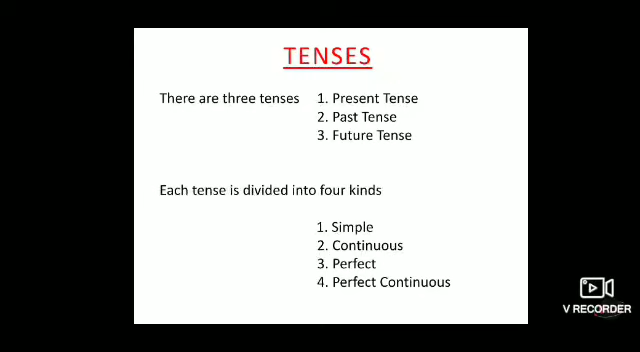 TENSES
There are three tenses 1. Present Tense
2. Past Tense
3. Future Tense
Each tense is divided into four kinds
1. Simple
2. Continuous
3. Perfect
4. Perfect Continuous
V RECORDER